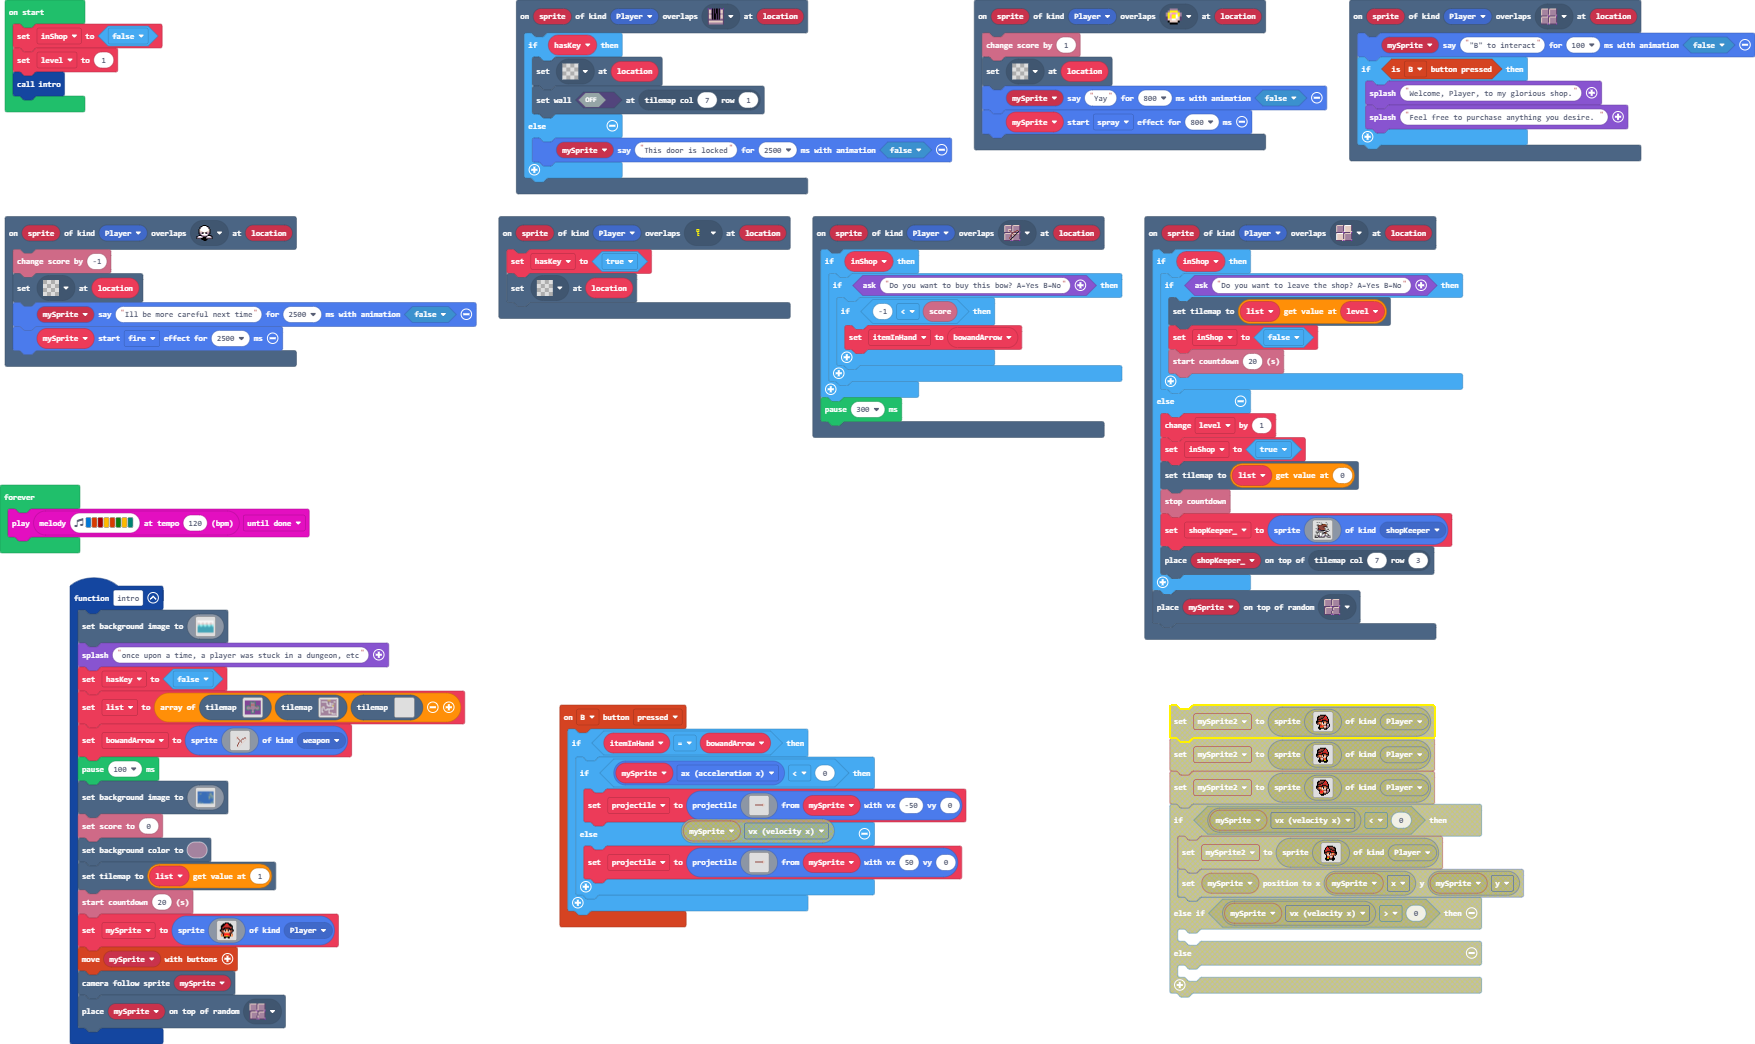 on start
set inShop to false
set level to 1
call intro
on sprite of kind Player overlaps at location
if hasKey then
set at location
set wall OFF at tilemap col 7 row 1
else
mySprite say "This door is locked" for 2500 ms with animation false
on sprite of kind Player overlaps at location
change score by 1
set at location
mySprite say "Yay" for 800 ms with animation false
mySprite start spray effect for 800 ms
on sprite of kind Player overlaps at location
mySprite say ""B" to interact" for 100 ms with animation false
if is B button pressed then
splash "Welcome, Player, to my glorious shop."
splash "Feel free to purchase anything you desire. "
on sprite of kind Player overlaps at location
change score by -1
set at location
mySprite say "Ill be more careful next time" for 2500 ms with animation false
mySprite start fire effect for 2500 ms
on sprite of kind Player overlaps at location
set hasKey to true
set at location
on sprite of kind Player overlaps at location
if inShop then
if ask "Do you want to buy this bow? A=Yes B=No" then
if -1 < score then
set itemInHand to bowandArrow
pause 300 ms
on sprite of kind Player overlaps at location
if inShop then
if ask "Do you want to leave the shop? A=Yes B=No" then
set tilemap to list get value at level
set inShop to false
start countdown 20 (s)
else
change level by 1
set inShop to true
set tilemap to list get value at 0
stop countdown
set shopKeeper_ to sprite of kind shopKeeper
place shopKeeper_ on top of tilemap col 7 row 3
place mySprite on top of random
forever
play melody at tempo 120 (bpm) until done
function intro
set background image to
splash "once upon a time, a player was stuck in a dungeon, etc"
set hasKey to false
set list to array of tilemap tilemap tilemap
set bowandArrow to sprite of kind weapon
pause 100 ms
set background image to
set score to 0
set background color to
set tilemap to list get value at 1
start countdown 20 (s)
set mySprite to sprite of kind Player
move mySprite with buttons
camera follow sprite mySprite
place mySprite on top of random
on B button pressed
if itemInHand = bowandArrow then
if mySprite ax (acceleration x) < 0 then
set projectile to projectile from mySprite with vx -50 vy 0
else
mySprite vx (velocity x)
set projectile to projectile from mySprite with vx 50 vy 0
set mySprite2 to sprite of kind Player
set mySprite2 to sprite of kind Player
set mySprite2 to sprite of kind Player
if mySprite vx (velocity x) < 0 then
set mySprite2 to sprite of kind Player
set mySprite position to x mySprite x y mySprite y
else if mySprite vx (velocity x) > 0 then
else